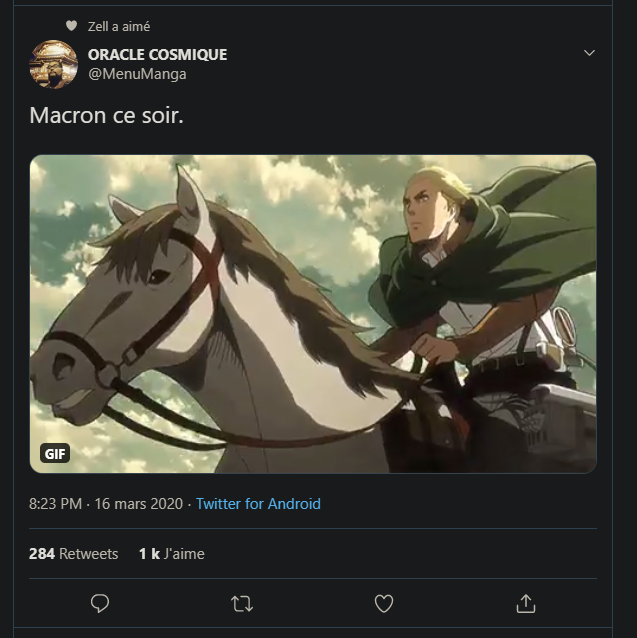 Zell a aimé
ORACLE COSMIQUE
@MenuManga
Macron ce soir.
GIF
8:23 PM · 16 mars 2020 · Twitter for Android
284 Retweets 1 k J'aime